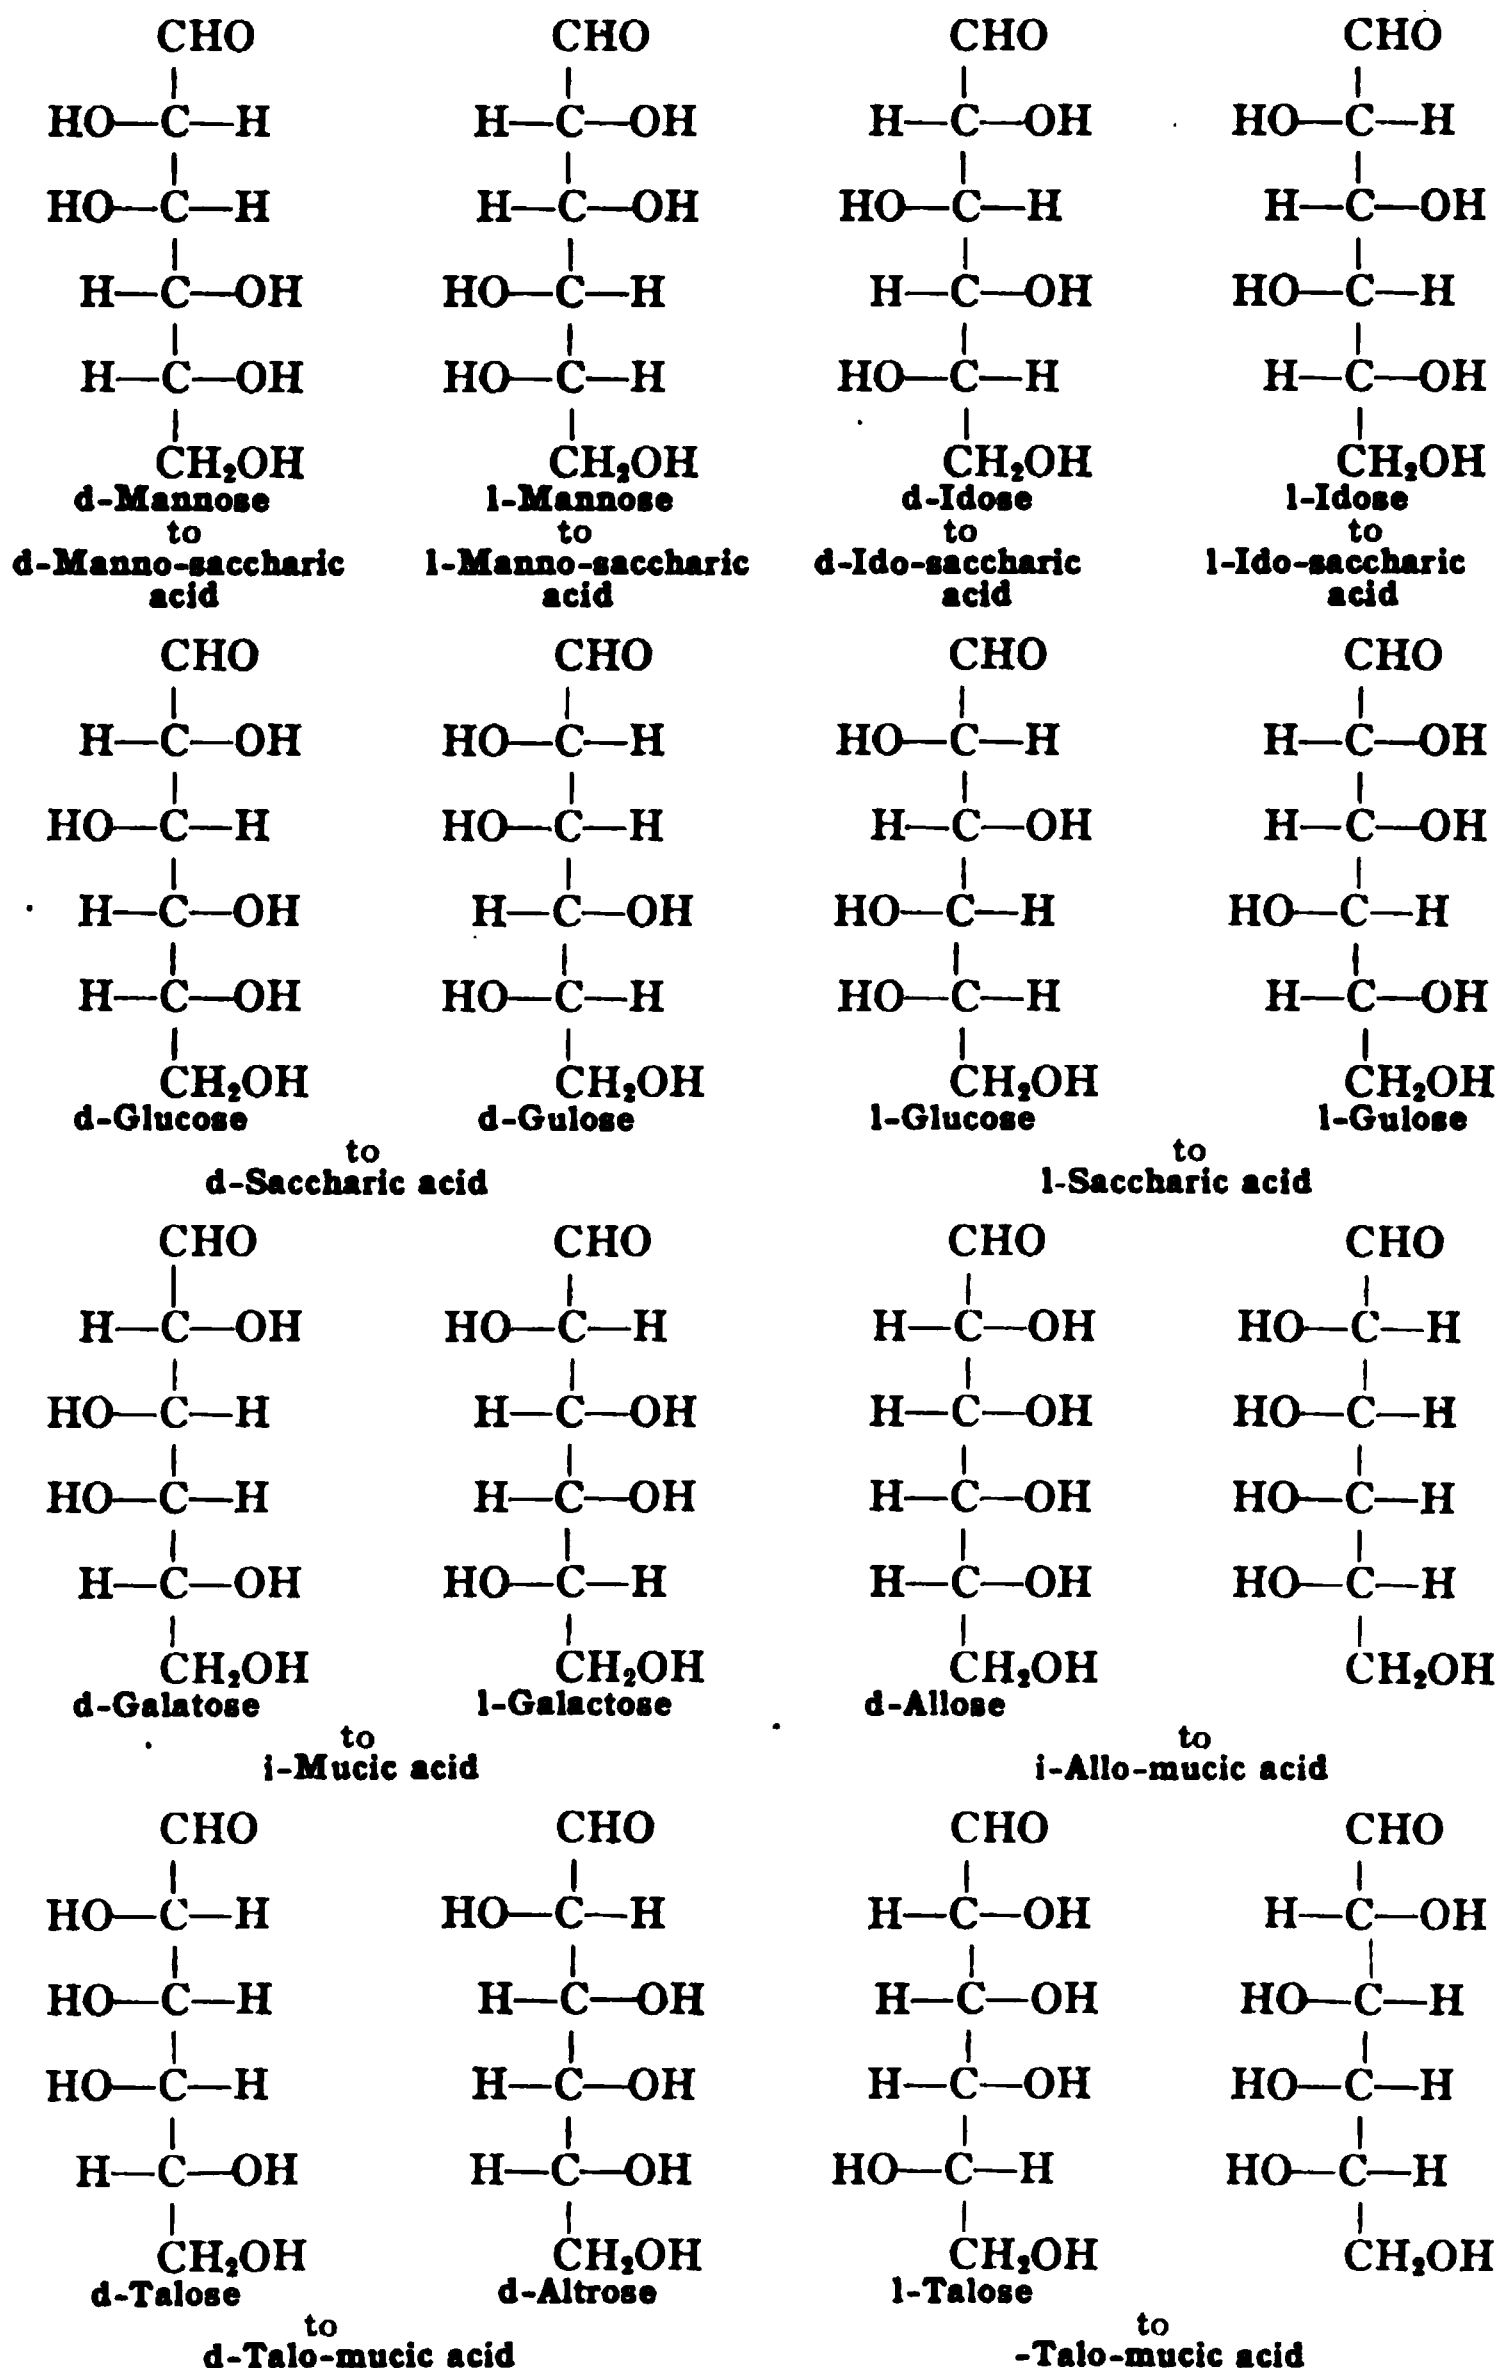 CHO CHO CHO CHO
HO—C—H H—C—OH H—C—OH HO—C—H
HO—C—H H—C—OH HO—C—H H—C—OH
H—C—OH HO—C—H H—C—OH HO—C—H
H—C—OH HO—C—H HO—C—H H—C—OH
CH₂OH CH₂OH CH₂OH CH₂OH
d-Mannose l-Mannose d-Idose l-Idose
to to to to
d-Manno-saccharic l-Manno-saccharic d-Ido-saccharic l-Ido-saccharic
acid acid acid acid
CHO CHO CHO CHO
H—C—OH HO—C—H HO—C—H H—C—OH
HO—C—H HO—C—H H—C—OH H—C—OH
H—C—OH H—C—OH HO—C—H HO—C—H
H—C—OH HO—C—H HO—C—H H—C—OH
CH₂OH CH₂OH CH₂OH CH₂OH
d-Glucose d-Gulose l-Glucose l-Gulose
to to
d-Saccharic acid l-Saccharic acid
CHO CHO CHO CHO
H—C—OH HO—C—H H—C—OH HO—C—H
HO—C—H H—C—OH H—C—OH HO—C—H
HO—C—H H—C—OH H—C—OH HO—C—H
H—C—OH HO—C—H H—C—OH HO—C—H
CH₂OH CH₂OH CH₂OH CH₂OH
d-Galatose l-Galactose d-Allose
to to
i-Mucic acid i-Allo-mucic acid
CHO CHO CHO CHO
HO—C—H HO—C—H H—C—OH H—C—OH
HO—C—H H—C—OH H—C—OH HO—C—H
HO—C—H H—C—OH H—C—OH HO—C—H
H—C—OH H—C—OH HO—C—H HO—C—H
CH₂OH CH₂OH CH₂OH CH₂OH
d-Talose d-Altrose l-Talose
to to
d-Talo-mucic acid -Talo-mucic acid